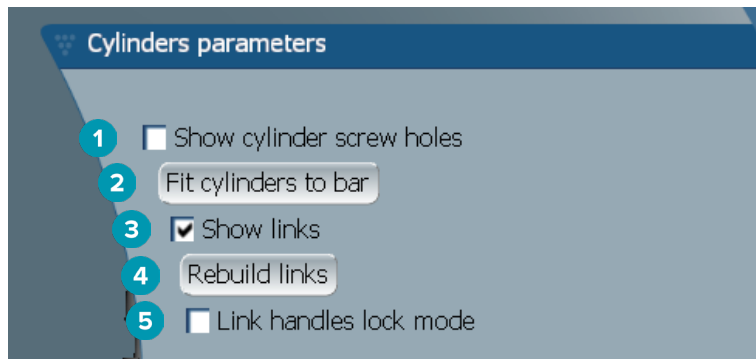 Cylinders parameters
1 Show cylinder screw holes
2 Fit cylinders to bar
3 Show links
4 Rebuild links
5 Link handles lock mode